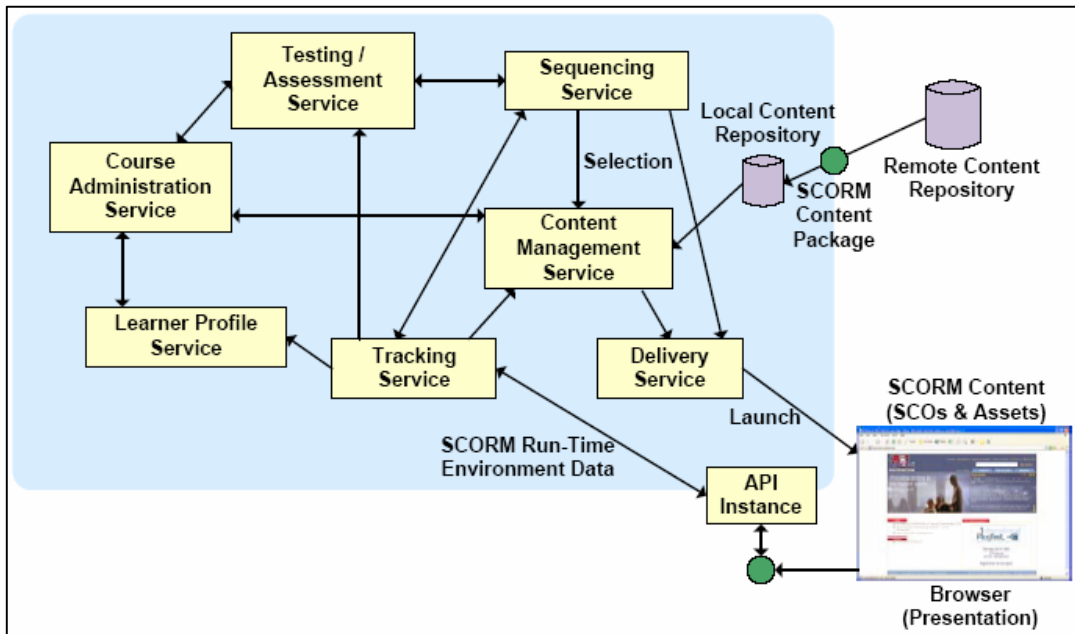 Testing /
Assessment
Service
Sequencing
Service
Local Content
Repository
Remote Content
Repository
Course
Administration
Service
Selection
SCORM
Content
Package
Content
Management
Service
Learner Profile
Service
Tracking
Service
Delivery
Service
Launch
SCORM Content
(SCOs & Assets)
SCORM Run-Time
Environment Data
API
Instance
Browser
(Presentation)